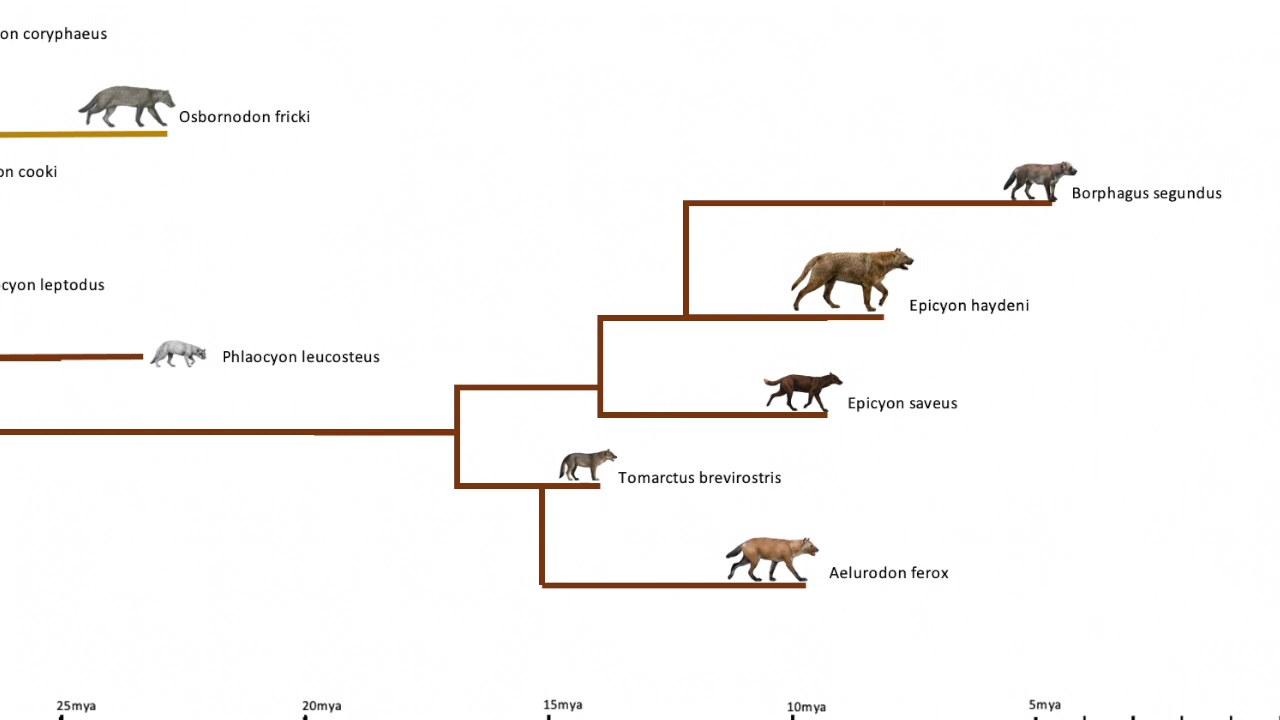 on coryphaeus
Osbornodon fricki
on cooki
Borphagus segundus
cyon leptodus
Epicyon haydeni
Phlaocyon leucosteus
Epicyon saveus
Tomarctus brevirostris
Aelurodon ferox
25mya 20mya 15mya 10mya 5mya